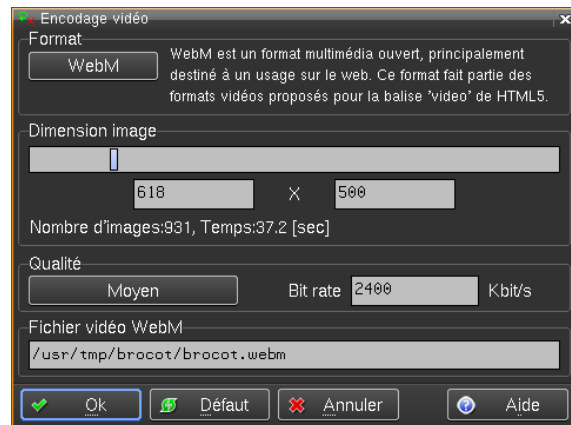 Encodage vidéo
Format
WebM
WebM est un format multimédia ouvert, principalement
destiné à un usage sur le web. Ce format fait partie des
formats vidéos proposés pour la balise 'video' de HTML5.
Dimension image
618 X 500
Nombre d'images:931, Temps:37.2 [sec]
Qualité
Moyen Bit rate 2400 Kbit/s
Fichier vidéo WebM
/usr/tmp/brocot/brocot.webm
Ok Défaut Annuler Aide